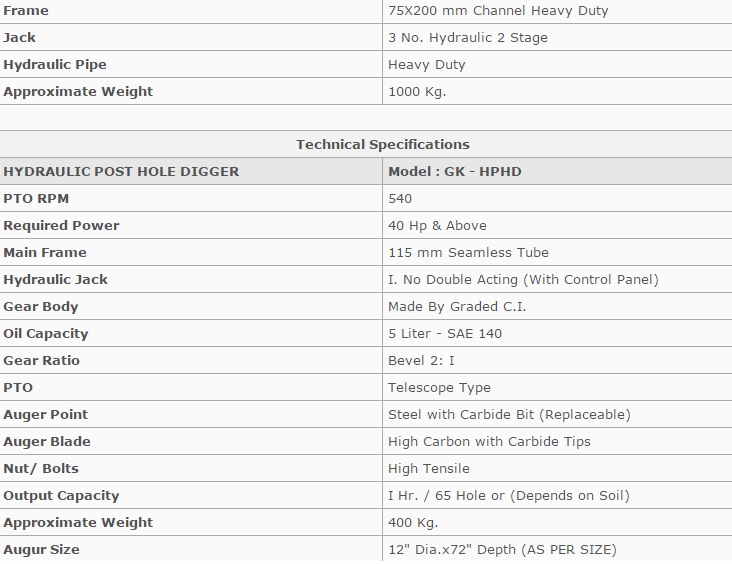 Frame 75X200 mm Channel Heavy Duty
Jack 3 No. Hydraulic 2 Stage
Hydraulic Pipe Heavy Duty
Approximate Weight 1000 Kg.
Technical Specifications
HYDRAULIC POST HOLE DIGGER Model : GK - HPHD
PTO RPM 540
Required Power 40 Hp & Above
Main Frame 115 mm Seamless Tube
Hydraulic Jack I. No Double Acting (With Control Panel)
Gear Body Made By Graded C.I.
Oil Capacity 5 Liter - SAE 140
Gear Ratio Bevel 2: I
PTO Telescope Type
Auger Point Steel with Carbide Bit (Replaceable)
Auger Blade High Carbon with Carbide Tips
Nut/ Bolts High Tensile
Output Capacity I Hr. / 65 Hole or (Depends on Soil)
Approximate Weight 400 Kg.
Augur Size 12" Dia.x72" Depth (AS PER SIZE)